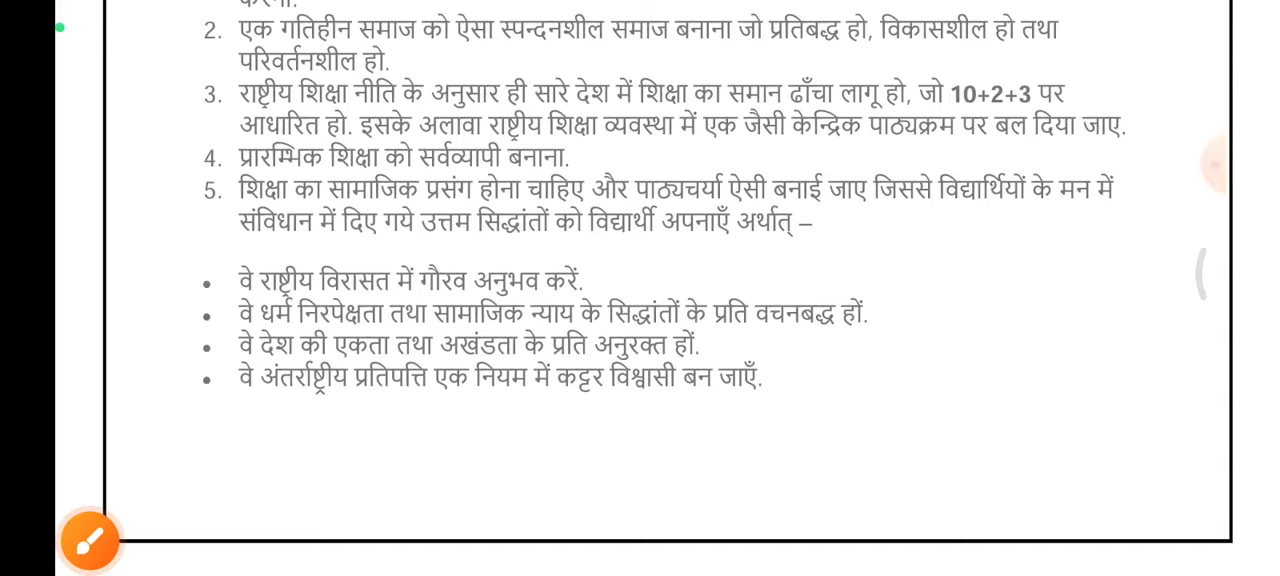 करना.
2. एक गतिहीन समाज को ऐसा स्पन्दनशील समाज बनाना जो प्रतिबद्ध हो, विकासशील हो तथा
परिवर्तनशील हो.
3. राष्ट्रीय शिक्षा नीति के अनुसार ही सारे देश में शिक्षा का समान ढाँचा लागू हो, जो 10+2+3 पर
आधारित हो. इसके अलावा राष्ट्रीय शिक्षा व्यवस्था में एक जैसी केन्द्रिक पाठ्यक्रम पर बल दिया जाए.
4. प्रारम्भिक शिक्षा को सर्वव्यापी बनाना.
5. शिक्षा का सामाजिक प्रसंग होना चाहिए और पाठ्यचर्या ऐसी बनाई जाए जिससे विद्यार्थियों के मन में
संविधान में दिए गये उत्तम सिद्धांतों को विद्यार्थी अपनाएँ अर्थात् –
• वे राष्ट्रीय विरासत में गौरव अनुभव करें.
• वे धर्म निरपेक्षता तथा सामाजिक न्याय के सिद्धांतों के प्रति वचनबद्ध हों.
• वे देश की एकता तथा अखंडता के प्रति अनुरक्त हों.
• वे अंतर्राष्ट्रीय प्रतिपत्ति एक नियम में कट्टर विश्वासी बन जाएँ.